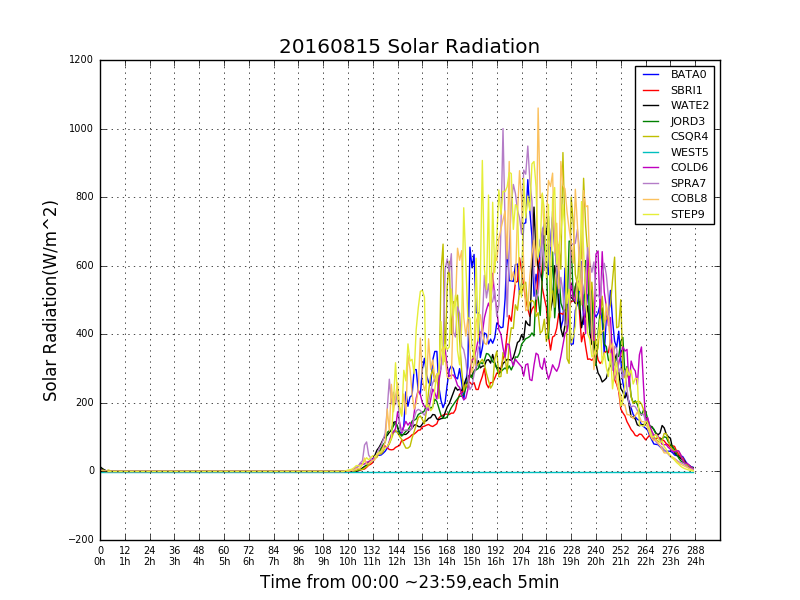 20160815 Solar Radiation
1200
1000
800
600
400
200
0
−200
Solar Radiation(W/m^2)
BATA0
SBRI1
WATE2
JORD3
CSQR4
WEST5
COLD6
SPRA7
COBL8
STEP9
0 12 24 36 48 60 72 84 96 108 120 132 144 156 168 180 192 204 216 228 240 252 264 276 288
0h 1h 2h 3h 4h 5h 6h 7h 8h 9h 10h 11h 12h 13h 14h 15h 16h 17h 18h 19h 20h 21h 22h 23h 24h
Time from 00:00 ~23:59,each 5min